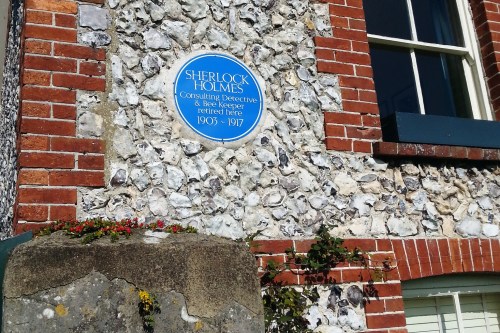 SHERLOCK
HOLMES
Consulting Detective
& Bee Keeper
retired here
1903 - 1917